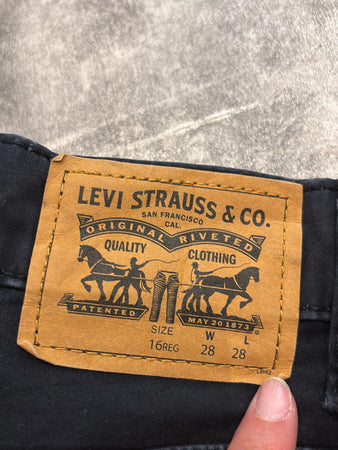 LEVI STRAUSS & CO.
SAN FRANCISCO
CAL.
ORIGINAL RIVETED
QUALITY CLOTHING
PATENTED MAY 20 1873
SIZE W L
16REG 28 28